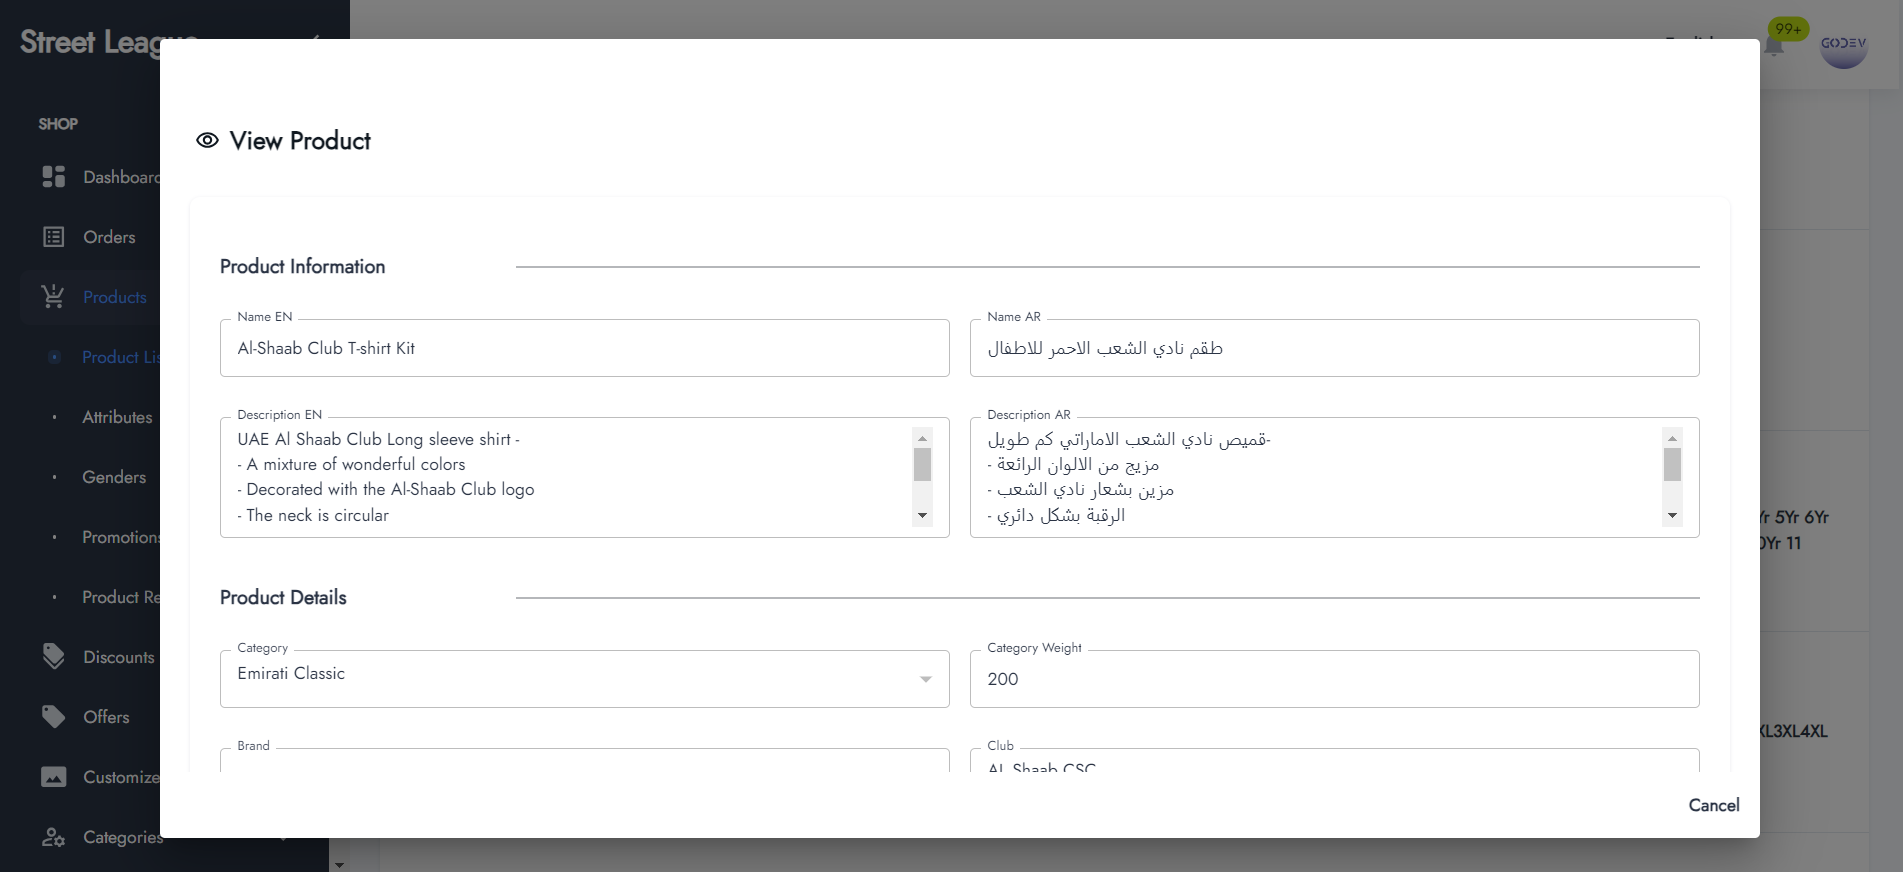 Street League
99+
GODEV
SHOP
Dashboard
Orders
Products
Product Lis
Attributes
Genders
Promotions
Product Re
Discounts
Offers
Customize
Categories
View Product
Product Information
Name EN
Al-Shaab Club T-shirt Kit
Name AR
طقم نادي الشعب الاحمر للاطفال
Description EN
UAE Al Shaab Club Long sleeve shirt -
- A mixture of wonderful colors
- Decorated with the Al-Shaab Club logo
- The neck is circular
Description AR
قميص نادي الشعب الاماراتي كم طويل-
- مزيج من الالوان الرائعة
- مزين بشعار نادي الشعب
- الرقبة بشكل دائري
Product Details
Category
Emirati Classic
Category Weight
200
Brand
Club
AL Shaab CSC
Cancel
Yr 5Yr 6Yr
0Yr 11
XL3XL4XL